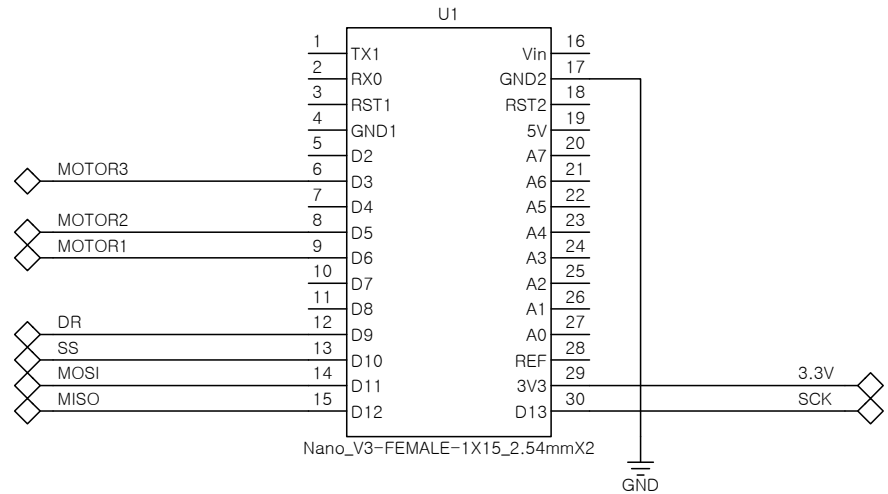 U1
1 TX1 Vin 16
2 RX0 GND2 17
3 RST1 RST2 18
4 GND1 5V 19
5 D2 A7 20
MOTOR3 6 D3 A6 21
7 D4 A5 22
MOTOR2 8 D5 A4 23
MOTOR1 9 D6 A3 24
10 D7 A2 25
11 D8 A1 26
DR 12 D9 A0 27
SS 13 D10 REF 28
MOSI 14 D11 3V3 29 3.3V
MISO 15 D12 D13 30 SCK
Nano_V3-FEMALE-1X15_2.54mmX2
GND